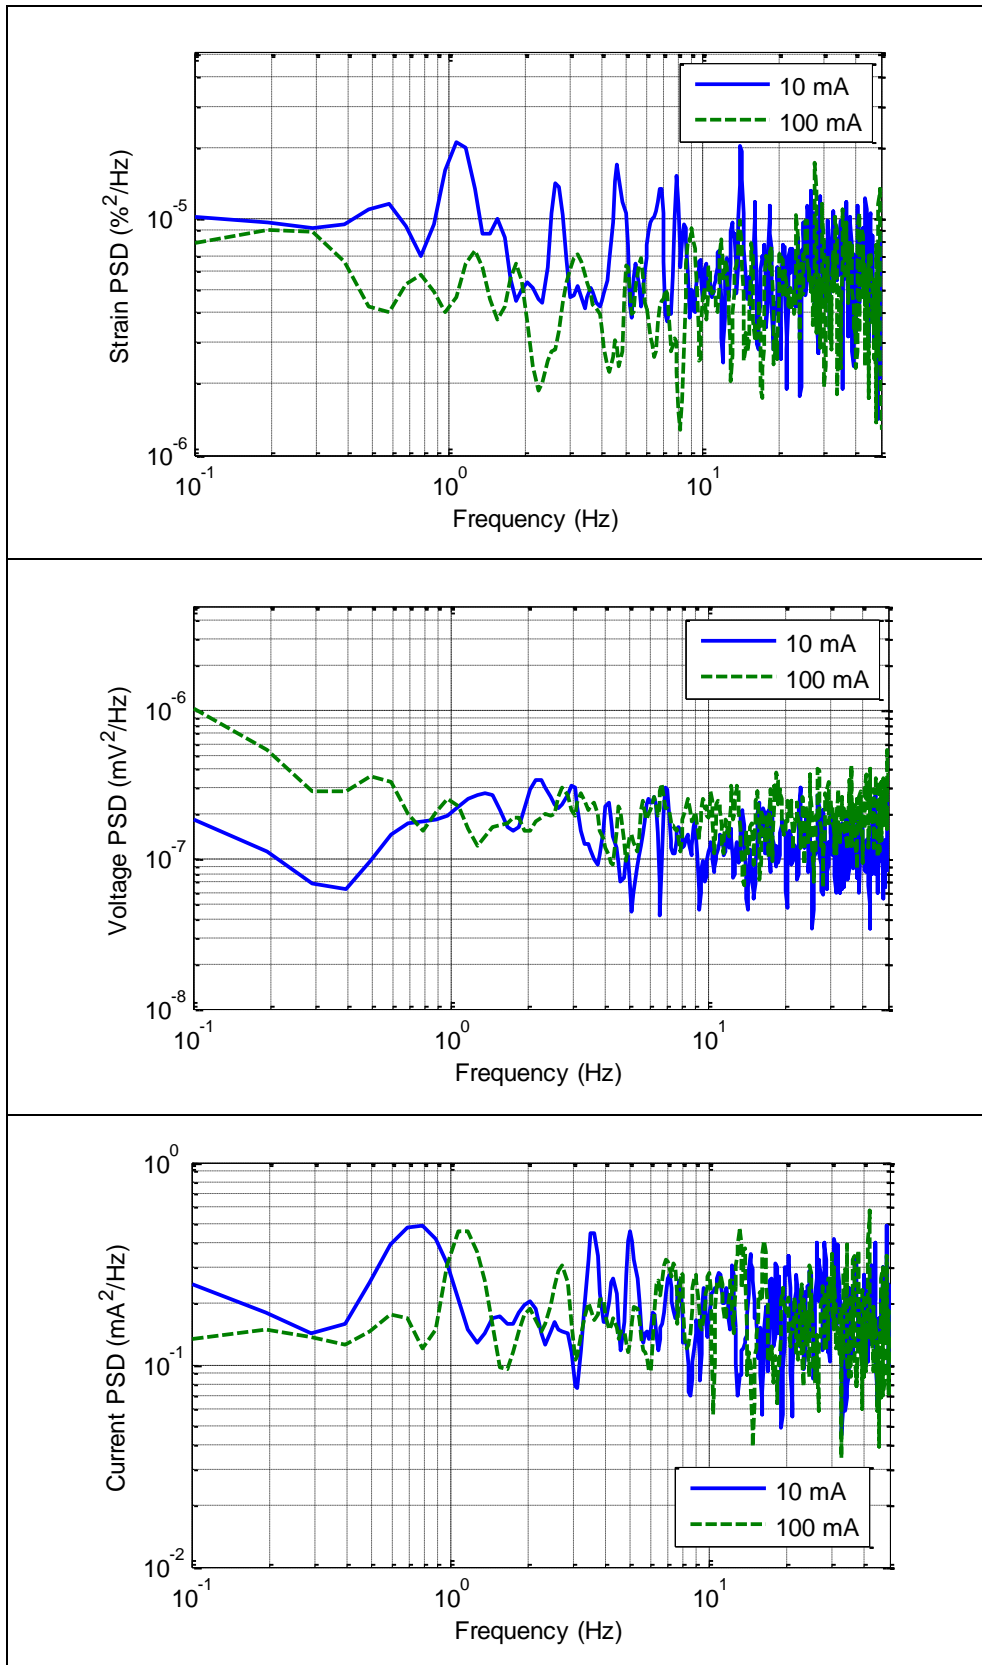 10 mA
100 mA
Strain PSD (%²/Hz)
10⁻⁵
10⁻⁶
10⁻¹
10⁰
10¹
Frequency (Hz)
10 mA
100 mA
Voltage PSD (mV²/Hz)
10⁻⁶
10⁻⁷
10⁻⁸
10⁻¹
10⁰
10¹
Frequency (Hz)
Current PSD (mA²/Hz)
10⁰
10⁻¹
10⁻²
10 mA
100 mA
10⁻¹
10⁰
10¹
Frequency (Hz)